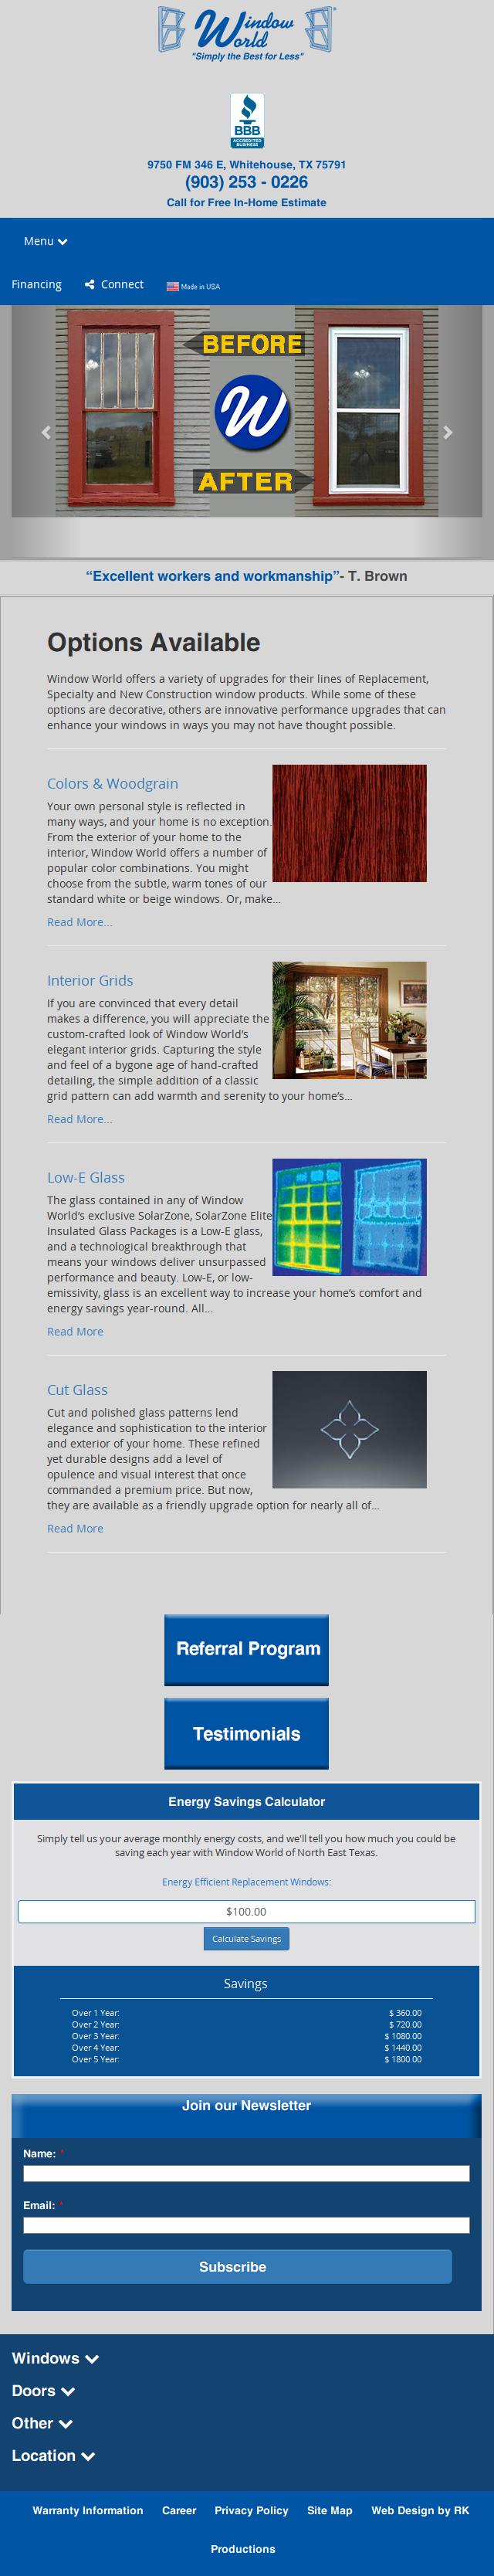 Window
World
"Simply the Best for Less"
BBB
ACCREDITED
BUSINESS
9750 FM 346 E, Whitehouse, TX 75791
(903) 253 - 0226
Call for Free In-Home Estimate
Menu
Financing Connect Made in USA
BEFORE
W
AFTER
“Excellent workers and workmanship”- T. Brown
Options Available
Window World offers a variety of upgrades for their lines of Replacement,
Specialty and New Construction window products. While some of these
options are decorative, others are innovative performance upgrades that can
enhance your windows in ways you may not have thought possible.
Colors & Woodgrain
Your own personal style is reflected in
many ways, and your home is no exception.
From the exterior of your home to the
interior, Window World offers a number of
popular color combinations. You might
choose from the subtle, warm tones of our
standard white or beige windows. Or, make...
Read More...
Interior Grids
If you are convinced that every detail
makes a difference, you will appreciate the
custom-crafted look of Window World’s
elegant interior grids. Capturing the style
and feel of a bygone age of hand-crafted
detailing, the simple addition of a classic
grid pattern can add warmth and serenity to your home’s...
Read More...
Low-E Glass
The glass contained in any of Window
World’s exclusive SolarZone, SolarZone Elite
Insulated Glass Packages is a Low-E glass,
and a technological breakthrough that
means your windows deliver unsurpassed
performance and beauty. Low-E, or low-
emissivity, glass is an excellent way to increase your home’s comfort and
energy savings year-round. All...
Read More
Cut Glass
Cut and polished glass patterns lend
elegance and sophistication to the interior
and exterior of your home. These refined
yet durable designs add a level of
opulence and visual interest that once
commanded a premium price. But now,
they are available as a friendly upgrade option for nearly all of...
Read More
Referral Program
Testimonials
Energy Savings Calculator
Simply tell us your average monthly energy costs, and we'll tell you how much you could be
saving each year with Window World of North East Texas.
Energy Efficient Replacement Windows:
$100.00
Calculate Savings
Savings
Over 1 Year: $ 360.00
Over 2 Year: $ 720.00
Over 3 Year: $ 1080.00
Over 4 Year: $ 1440.00
Over 5 Year: $ 1800.00
Join our Newsletter
Name: *
Email: *
Subscribe
Windows
Doors
Other
Location
Warranty Information Career Privacy Policy Site Map Web Design by RK
Productions